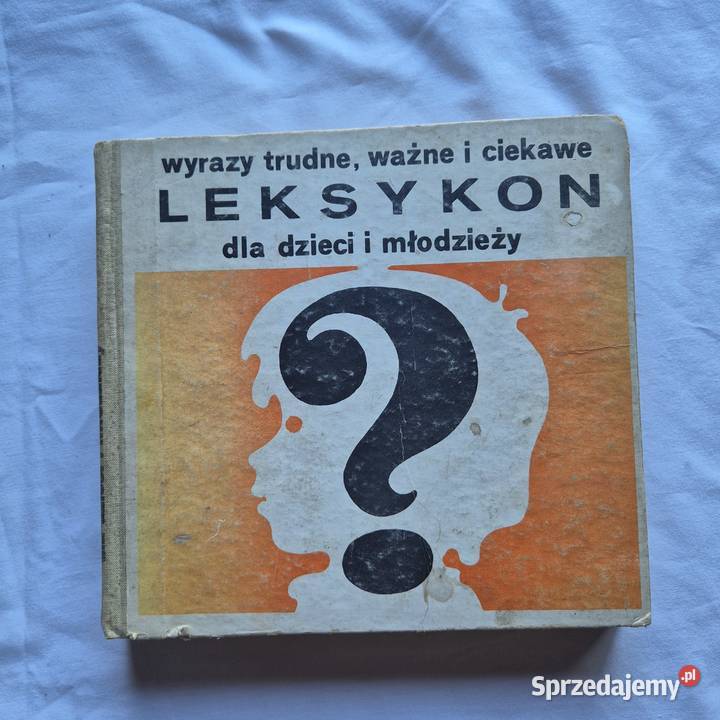 wyrazy trudne, ważne i ciekawe
LEKSYKON
dla dzieci i młodzieży
Sprzedajemy.pl